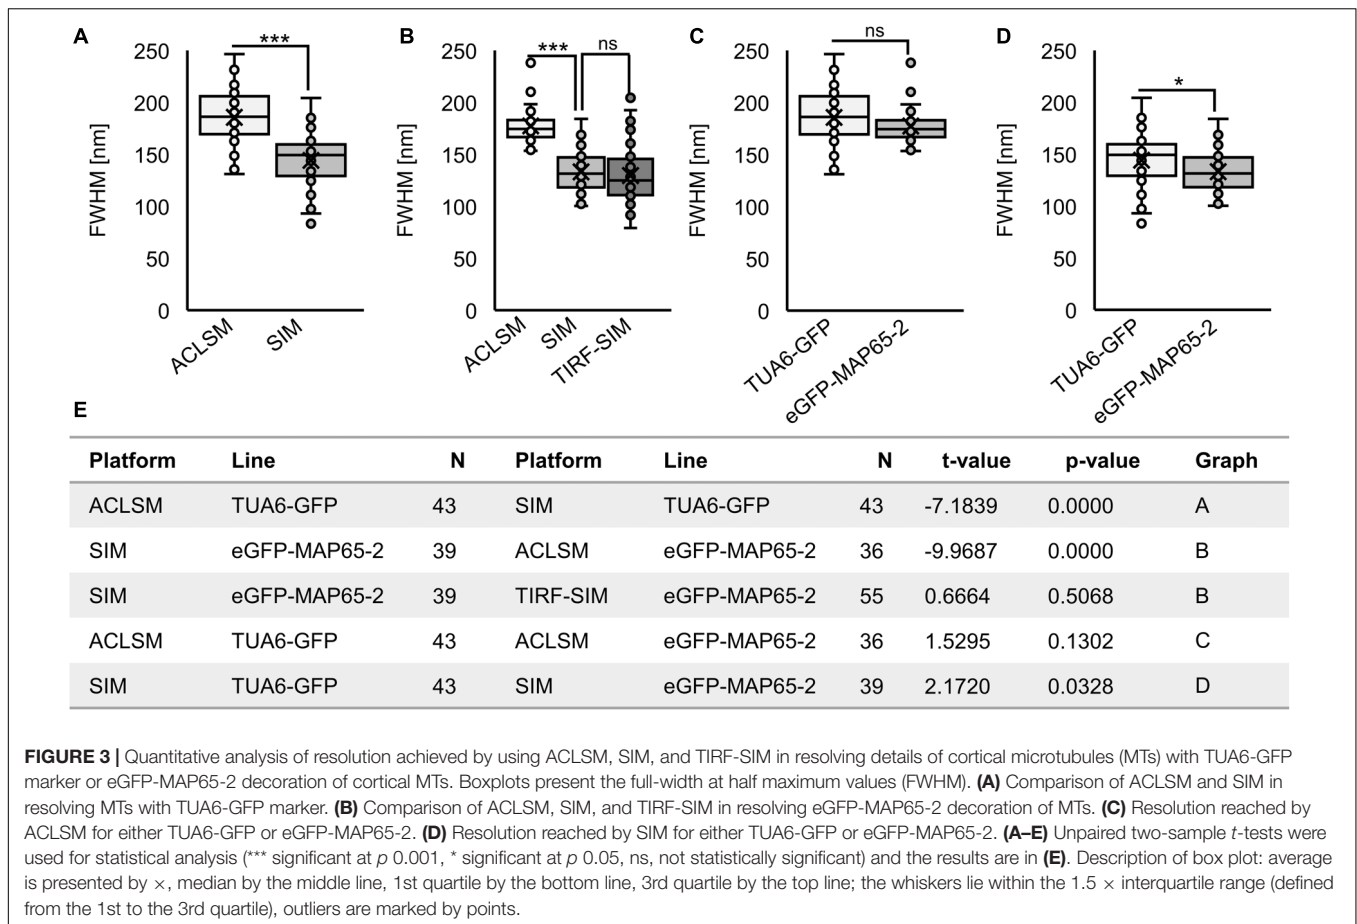 A
250
200
150
100
50
0
FWHM [nm]
***
ACLSM
SIM
B
250
200
150
100
50
0
FWHM [nm]
***
ns
ACLSM
SIM
TIRF-SIM
C
250
200
150
100
50
0
FWHM [nm]
ns
TUA6-GFP
eGFP-MAP65-2
D
250
200
150
100
50
0
FWHM [nm]
*
TUA6-GFP
eGFP-MAP65-2
E
Platform Line N Platform Line N t-value p-value Graph
ACLSM TUA6-GFP 43 SIM TUA6-GFP 43 -7.1839 0.0000 A
SIM eGFP-MAP65-2 39 ACLSM eGFP-MAP65-2 36 -9.9687 0.0000 B
SIM eGFP-MAP65-2 39 TIRF-SIM eGFP-MAP65-2 55 0.6664 0.5068 B
ACLSM TUA6-GFP 43 ACLSM eGFP-MAP65-2 36 1.5295 0.1302 C
SIM TUA6-GFP 43 SIM eGFP-MAP65-2 39 2.1720 0.0328 D
FIGURE 3 | Quantitative analysis of resolution achieved by using ACLSM, SIM, and TIRF-SIM in resolving details of cortical microtubules (MTs) with TUA6-GFP
marker or eGFP-MAP65-2 decoration of cortical MTs. Boxplots present the full-width at half maximum values (FWHM). (A) Comparison of ACLSM and SIM in
resolving MTs with TUA6-GFP marker. (B) Comparison of ACLSM, SIM, and TIRF-SIM in resolving eGFP-MAP65-2 decoration of MTs. (C) Resolution reached by
ACLSM for either TUA6-GFP or eGFP-MAP65-2. (D) Resolution reached by SIM for either TUA6-GFP or eGFP-MAP65-2. (A–E) Unpaired two-sample t-tests were
used for statistical analysis (*** significant at p 0.001, * significant at p 0.05, ns, not statistically significant) and the results are in (E). Description of box plot: average
is presented by ×, median by the middle line, 1st quartile by the bottom line, 3rd quartile by the top line; the whiskers lie within the 1.5 × interquartile range (defined
from the 1st to the 3rd quartile), outliers are marked by points.